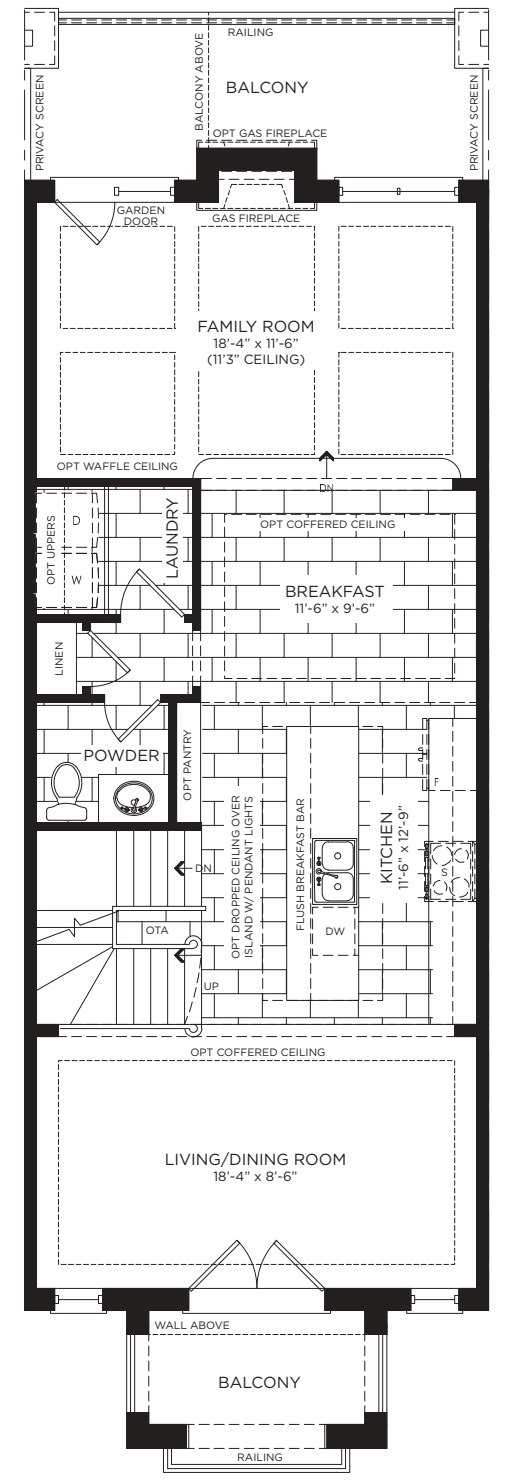 RAILING
PRIVACY SCREEN
BALCONY ABOVE
BALCONY
PRIVACY SCREEN
OPT GAS FIREPLACE
GARDEN
DOOR
GAS FIREPLACE
FAMILY ROOM
18'-4" x 11'-6"
(11'3" CEILING)
OPT WAFFLE CEILING
DN
OPT UPPERS
D
W
LAUNDRY
OPT COFFERED CEILING
BREAKFAST
11'-6" x 9'-6"
LINEN
POWDER
OPT PANTRY
OPT DROPPED CEILING OVER
ISLAND W/ PENDANT LIGHTS
FLUSH BREAKFAST BAR
KITCHEN
11'-6" x 12'-9"
F
S
DW
DN
OTA
UP
OPT COFFERED CEILING
LIVING/DINING ROOM
18'-4" x 8'-6"
WALL ABOVE
BALCONY
RAILING